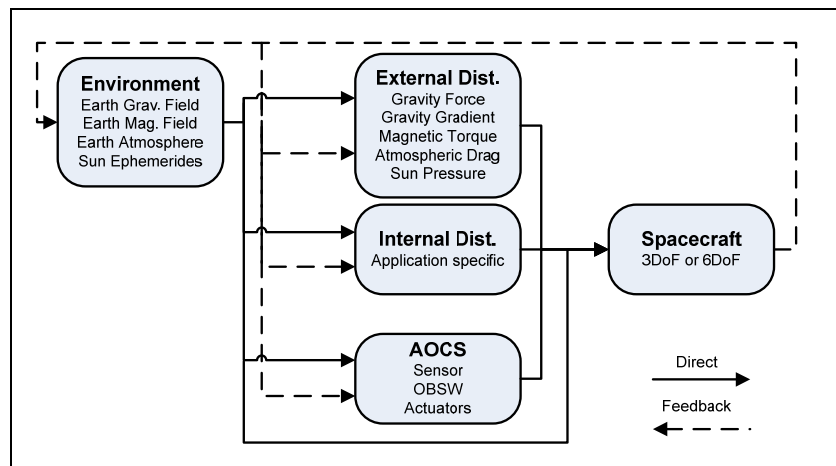 Environment
Earth Grav. Field
Earth Mag. Field
Earth Atmosphere
Sun Ephemerides
External Dist.
Gravity Force
Gravity Gradient
Magnetic Torque
Atmospheric Drag
Sun Pressure
Internal Dist.
Application specific
AOCS
Sensor
OBSW
Actuators
Spacecraft
3DoF or 6DoF
Direct
Feedback